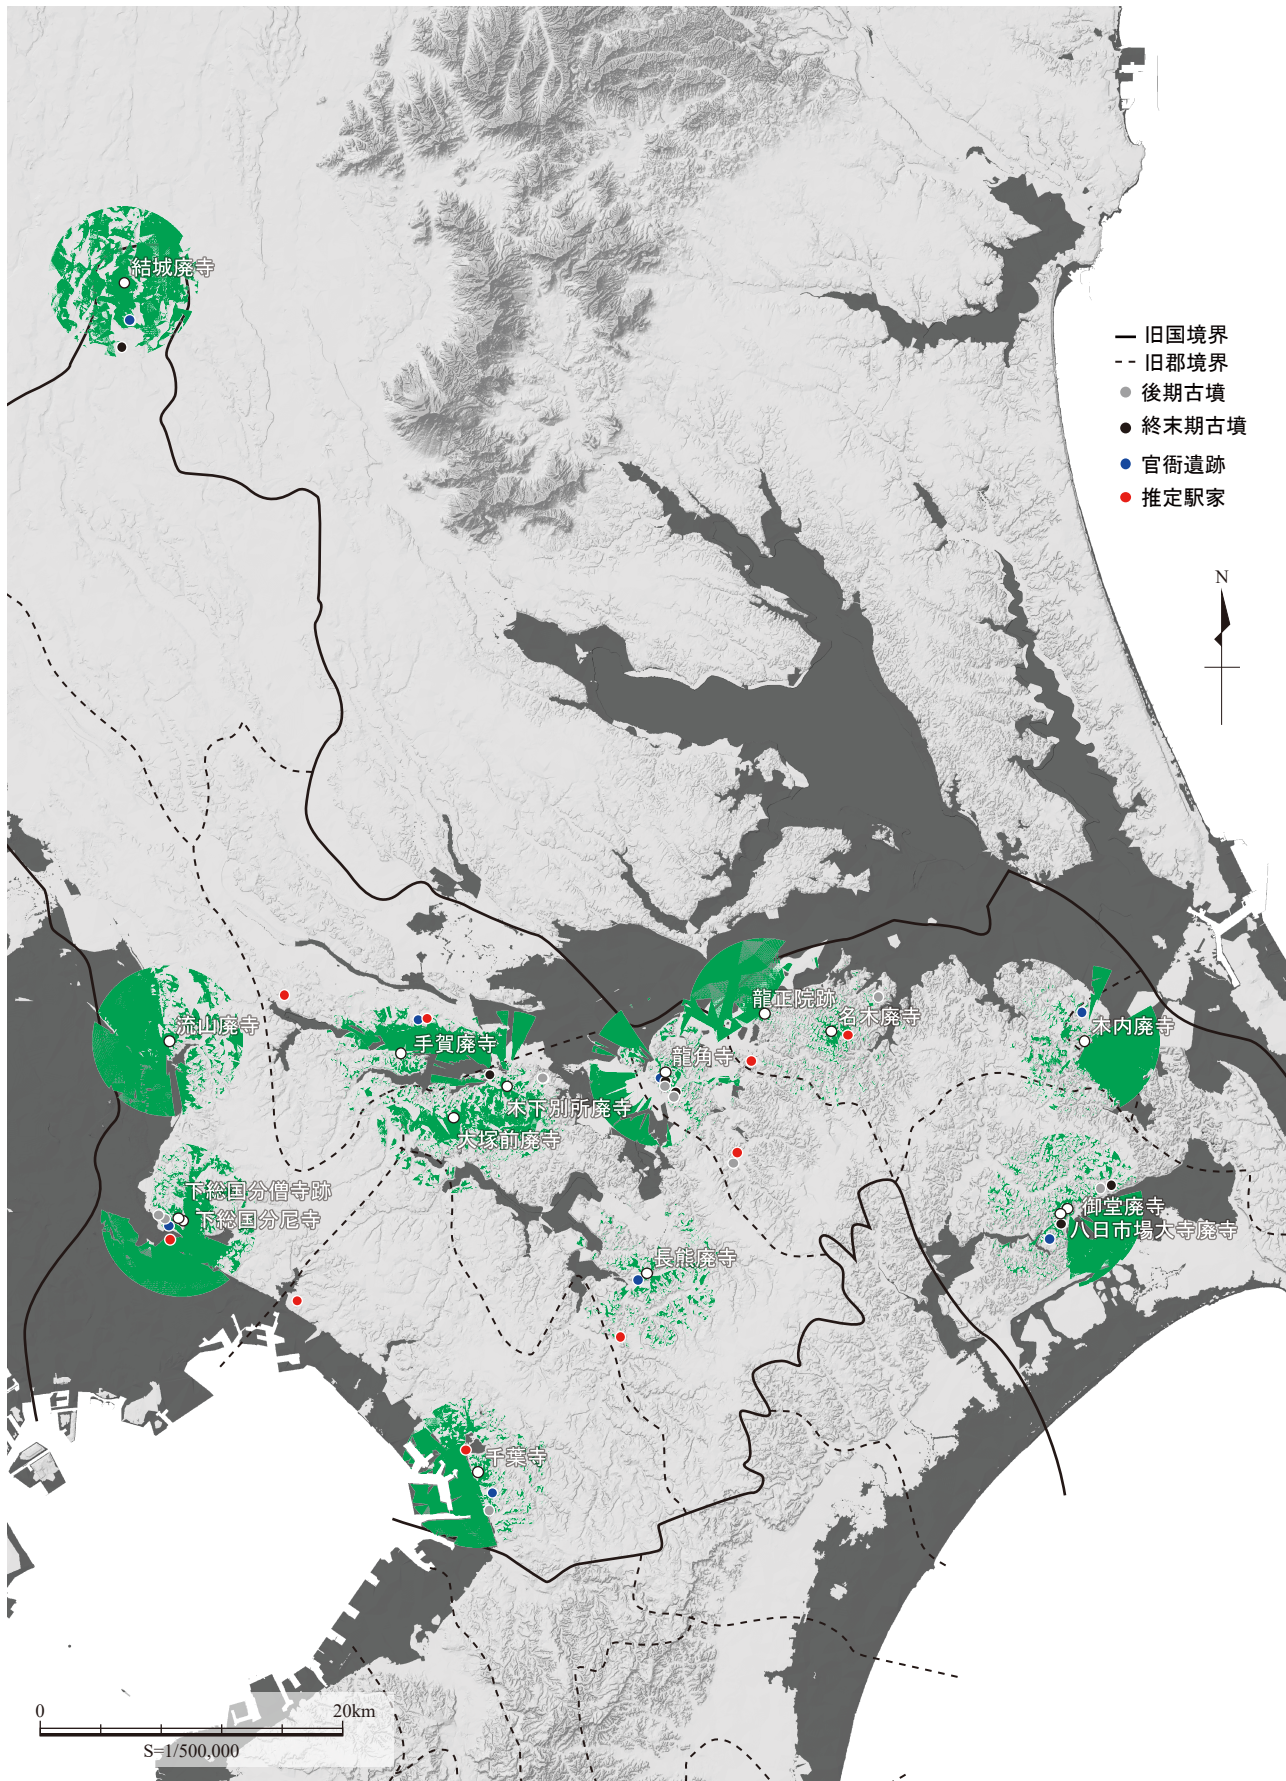 結城廃寺
旧国境界
旧郡境界
後期古墳
終末期古墳
官衙遺跡
推定駅家
N
龍正院跡
名木廃寺
流山廃寺
手賀廃寺
木内廃寺
龍角寺
木下別所廃寺
大塚前廃寺
下総国分僧寺跡
下総国分尼寺
御堂廃寺
八日市場大寺廃寺
長熊廃寺
千葉寺
0 20km
S=1/500,000